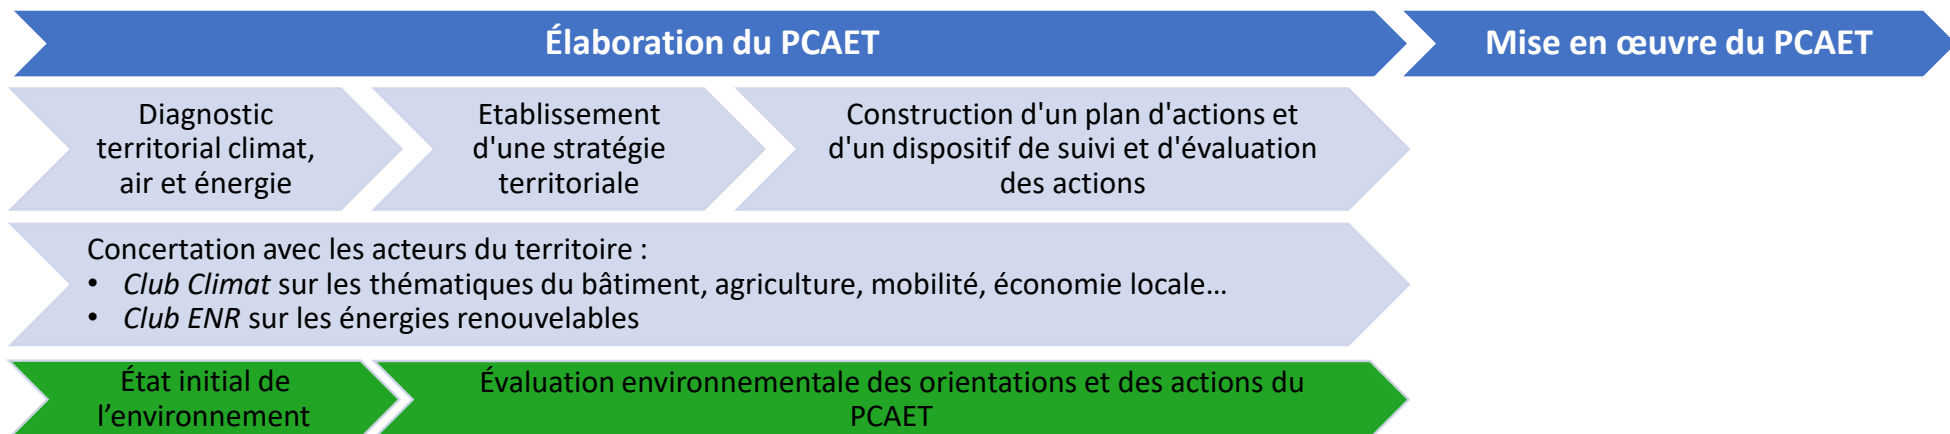 Élaboration du PCAET
Mise en œuvre du PCAET
Diagnostic
territorial climat,
air et énergie
Etablissement
d'une stratégie
territoriale
Construction d'un plan d'actions et
d'un dispositif de suivi et d'évaluation
des actions
Concertation avec les acteurs du territoire :
• Club Climat sur les thématiques du bâtiment, agriculture, mobilité, économie locale…
• Club ENR sur les énergies renouvelables
État initial de
l’environnement
Évaluation environnementale des orientations et des actions du
PCAET